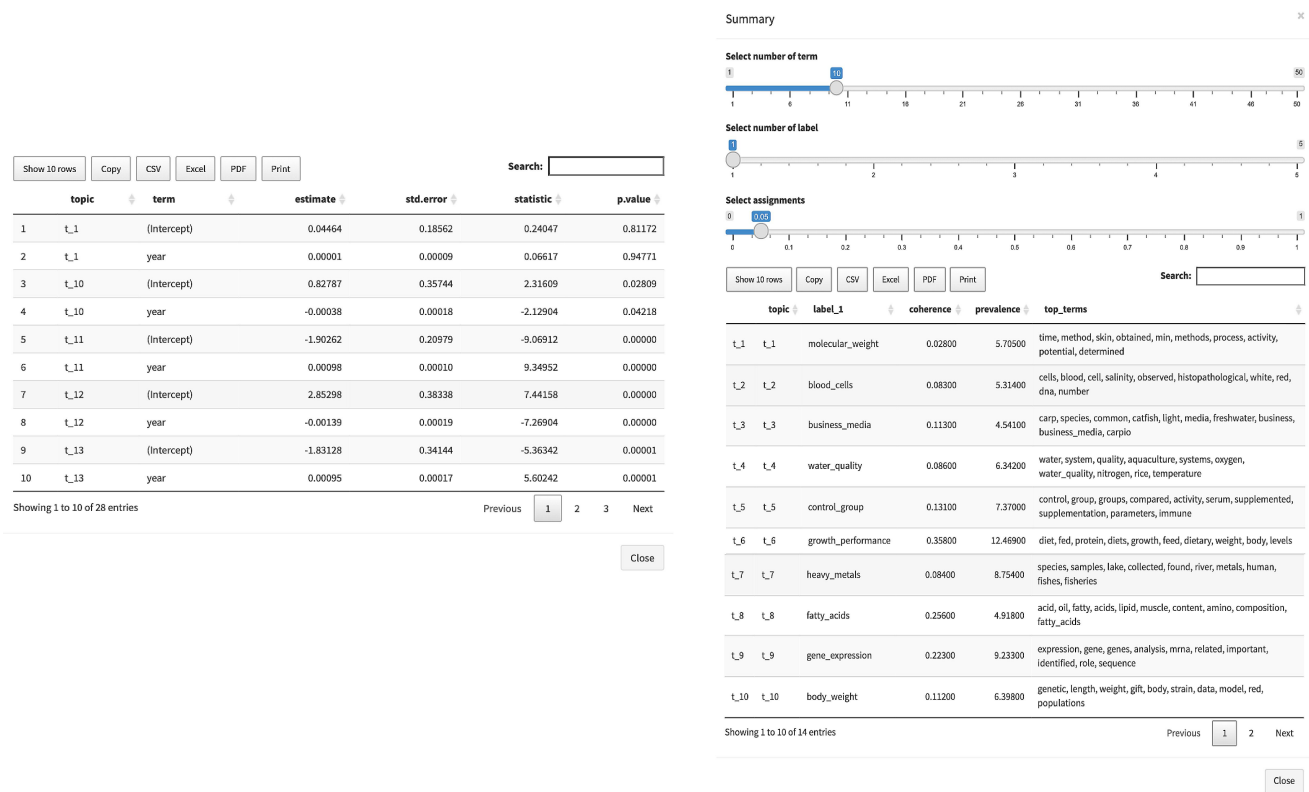 Show 10 rows Copy CSV Excel PDF Print Search:
topic term estimate std.error statistic p.value
1 t_1 (Intercept) 0.04464 0.18562 0.24047 0.81172
2 t_1 year 0.00001 0.00009 0.06617 0.94771
3 t_10 (Intercept) 0.82787 0.35744 2.31609 0.02809
4 t_10 year -0.00038 0.00018 -2.12904 0.04218
5 t_11 (Intercept) -1.90262 0.20979 -9.06912 0.00000
6 t_11 year 0.00098 0.00010 9.34952 0.00000
7 t_12 (Intercept) 2.85298 0.38338 7.44158 0.00000
8 t_12 year -0.00139 0.00019 -7.26904 0.00000
9 t_13 (Intercept) -1.83128 0.34144 -5.36342 0.00001
10 t_13 year 0.00095 0.00017 5.60242 0.00001
Showing 1 to 10 of 28 entries Previous 1 2 3 Next
Close
Summary ×
Select number of term
1 10 50
1 6 11 16 21 26 31 36 41 46 50
Select number of label
1 5
1 2 3 4 5
Select assignments
0 0.05 1
0 0.1 0.2 0.3 0.4 0.5 0.6 0.7 0.8 0.9 1
Show 10 rows Copy CSV Excel PDF Print Search:
topic label_1 coherence prevalence top_terms
t_1 t_1 molecular_weight 0.02800 5.70500 time, method, skin, obtained, min, methods, process, activity,
potential, determined
t_2 t_2 blood_cells 0.08300 5.31400 cells, blood, cell, salinity, observed, histopathological, white, red,
dna, number
t_3 t_3 business_media 0.11300 4.54100 carp, species, common, catfish, light, media, freshwater, business,
business_media, carpio
t_4 t_4 water_quality 0.08600 6.34200 water, system, quality, aquaculture, systems, oxygen,
water_quality, nitrogen, rice, temperature
t_5 t_5 control_group 0.13100 7.37000 control, group, groups, compared, activity, serum, supplemented,
supplementation, parameters, immune
t_6 t_6 growth_performance 0.35800 12.46900 diet, fed, protein, diets, growth, feed, dietary, weight, body, levels
t_7 t_7 heavy_metals 0.08400 8.75400 species, samples, lake, collected, found, river, metals, human,
fishes, fisheries
t_8 t_8 fatty_acids 0.25600 4.91800 acid, oil, fatty, acids, lipid, muscle, content, amino, composition,
fatty_acids
t_9 t_9 gene_expression 0.22300 9.23300 expression, gene, genes, analysis, mrna, related, important,
identified, role, sequence
t_10 t_10 body_weight 0.11200 6.39800 genetic, length, weight, gift, body, strain, data, model, red,
populations
Showing 1 to 10 of 14 entries Previous 1 2 Next
Close